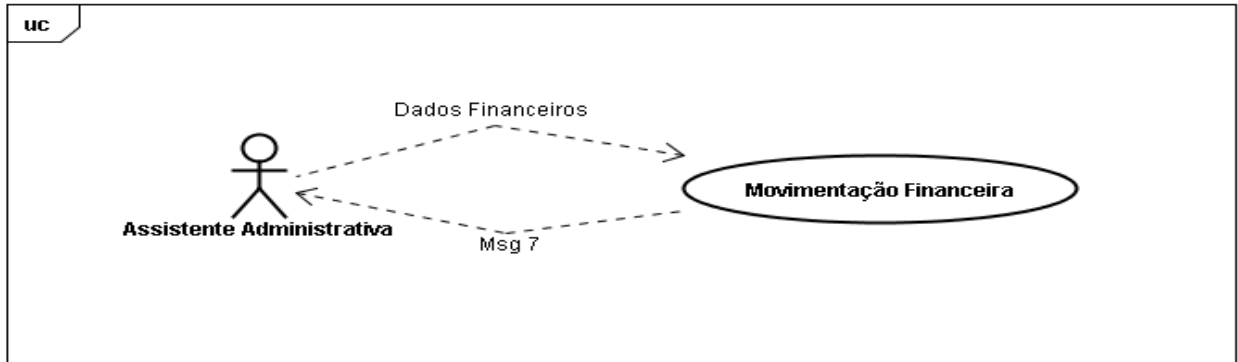 uc
Dados Financeiros
Movimentação Financeira
Assistente Administrativa
Msg 7